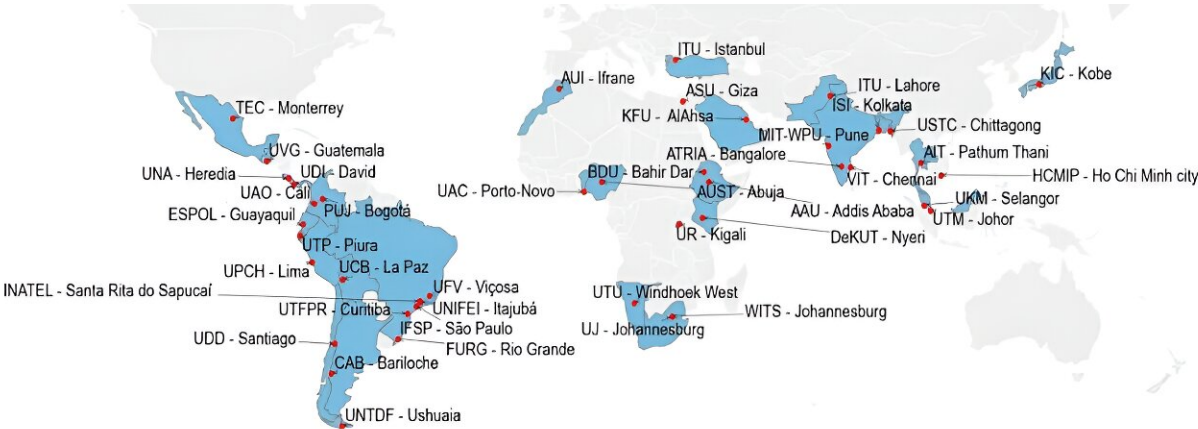 ITU - Istanbul
AUI - Ifrane
KIC - Kobe
ASU - Giza
ITU - Lahore
TEC - Monterrey
ISI - Kolkata
KFU - AlAhsa
USTC - Chittagong
MIT-WPU - Pune
UVG - Guatemala
ATRIA - Bangalore
AIT - Pathum Thani
UNA - Heredia
UDI - David
BDU - Bahir Dar
VIT - Chennai
HCMIP - Ho Chi Minh city
UAO - Cali
UAC - Porto-Novo
AUST - Abuja
UKM - Selangor
PUJ - Bogotá
ESPOL - Guayaquil
AAU - Addis Ababa
UTM - Johor
UR - Kigali
DeKUT - Nyeri
UTP - Piura
UPCH - Lima
UCB - La Paz
UFV - Viçosa
INATEL - Santa Rita do Sapucaí
UTU - Windhoek West
UTFPR - Curitiba
UNIFEI - Itajubá
WITS - Johannesburg
IFSP - São Paulo
UJ - Johannesburg
UDD - Santiago
FURG - Rio Grande
CAB - Bariloche
UNTDF - Ushuaia